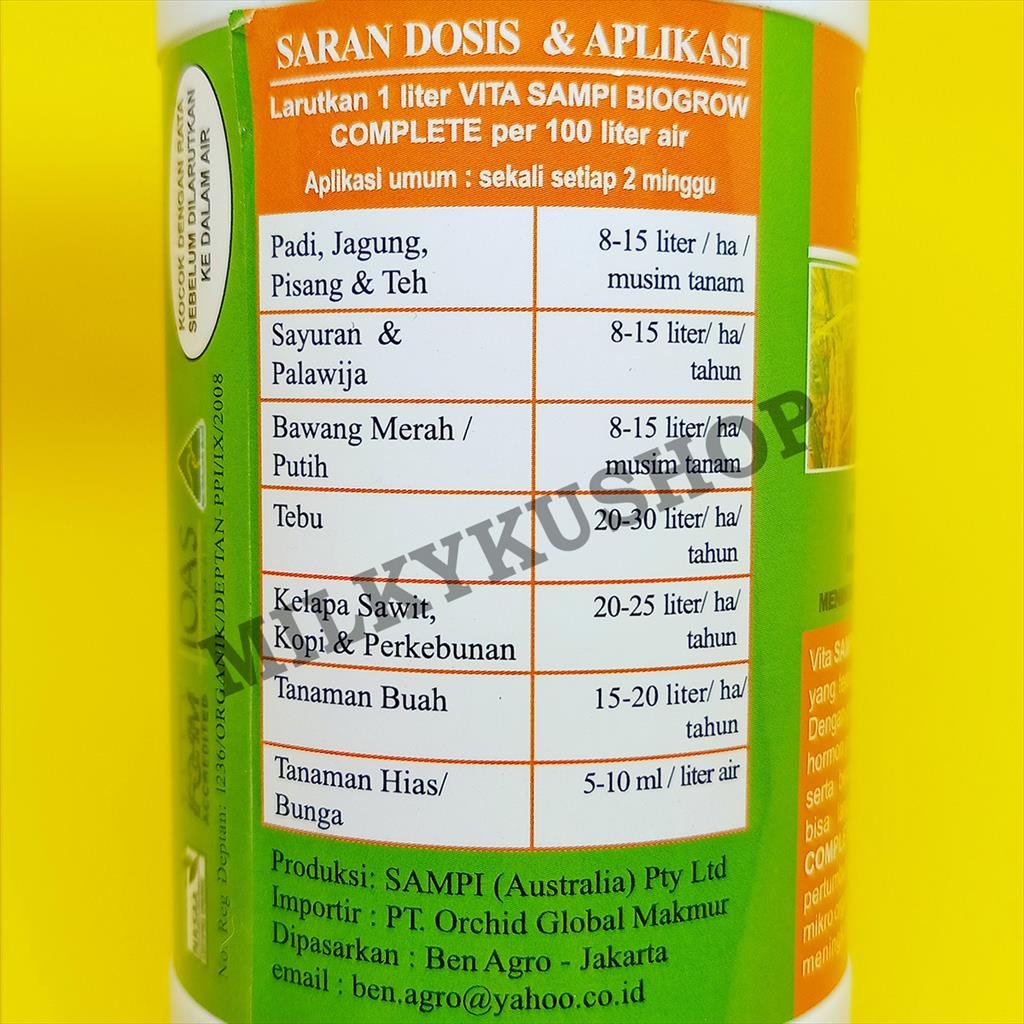 SARAN DOSIS & APLIKASI
Larutkan 1 liter VITA SAMPI BIOGROW
COMPLETE per 100 liter air
Aplikasi umum : sekali setiap 2 minggu
Padi, Jagung,
Pisang & Teh
8-15 liter / ha /
musim tanam
Sayuran &
Palawija
8-15 liter/ ha/
tahun
Bawang Merah /
Putih
8-15 liter/ ha/
musim tanam
Tebu
20-30 liter/ ha/
tahun
Kelapa Sawit,
Kopi & Perkebunan
20-25 liter/ ha/
tahun
Tanaman Buah
15-20 liter/ ha/
tahun
Tanaman Hias/
Bunga
5-10 ml / liter air
Produksi: SAMPI (Australia) Pty Ltd
Importir : PT. Orchid Global Makmur
Dipasarkan : Ben Agro - Jakarta
email : ben.agro@yahoo.co.id
KOCOK DENGAN RATA
SEBELUM DILARUTKAN
KE DALAM AIR
No Reg Deptan: 1236/ORGANIK/DEPTAN-PPI/IX/2008
ACCREDITED
MILKYKUSHOP
Vita
yang
hormon
serta
bisa